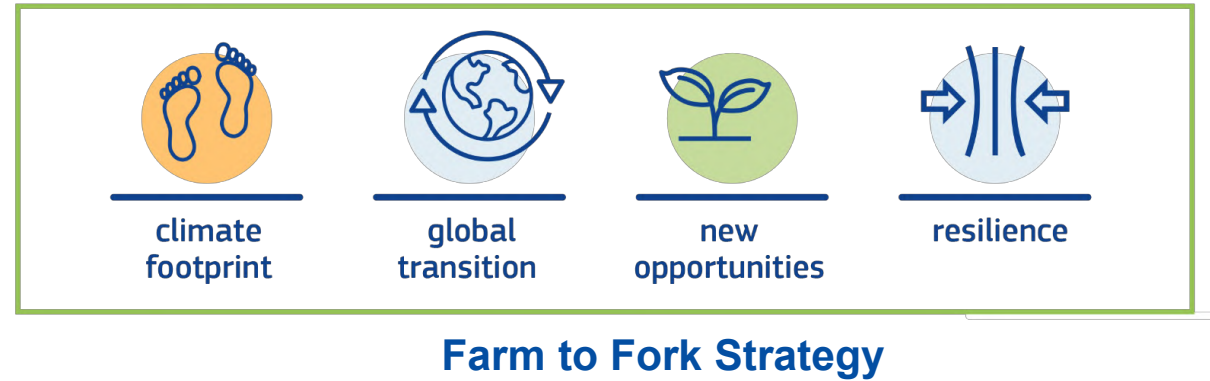 climate
footprint
global
transition
new
opportunities
resilience
Farm to Fork Strategy